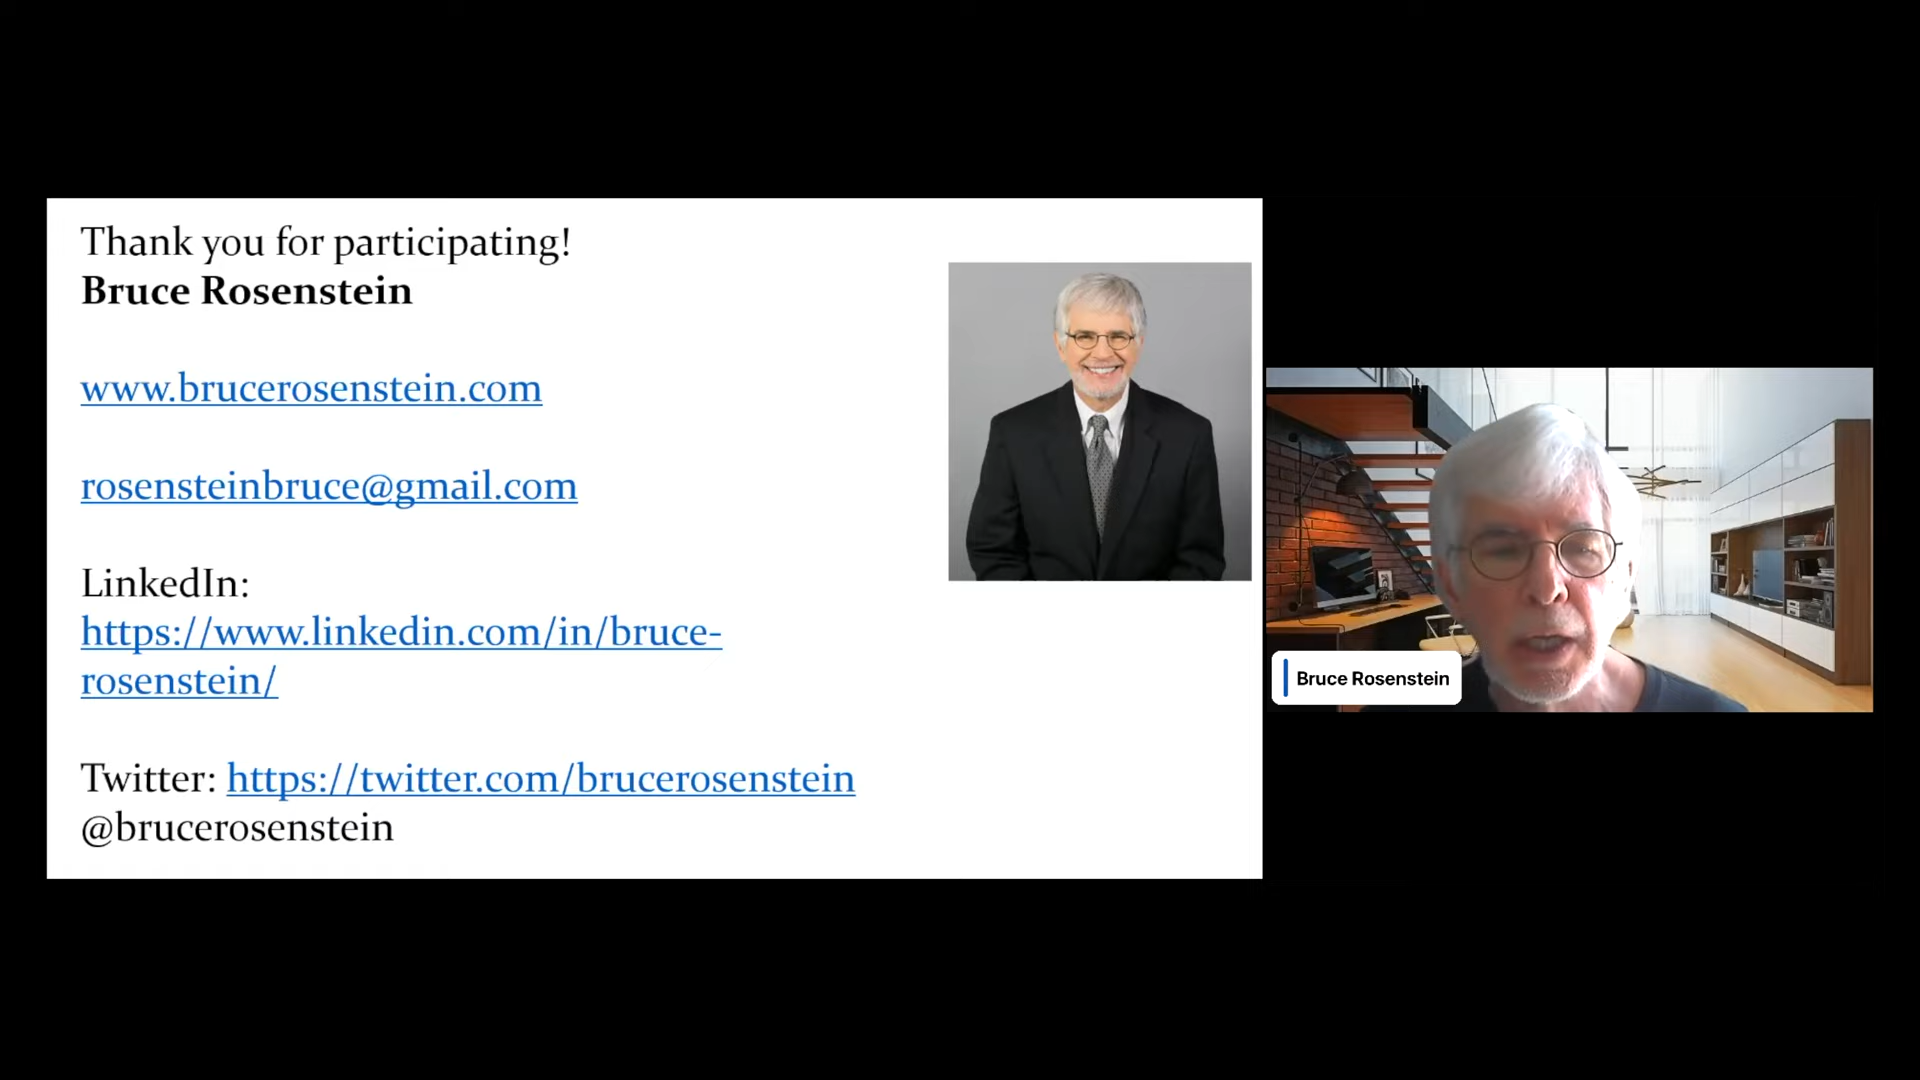 Thank you for participating!
Bruce Rosenstein
www.brucerosenstein.com
rosensteinbruce@gmail.com
LinkedIn:
https://www.linkedin.com/in/bruce-
rosenstein/
Twitter: https://twitter.com/brucerosenstein
@brucerosenstein
Bruce Rosenstein